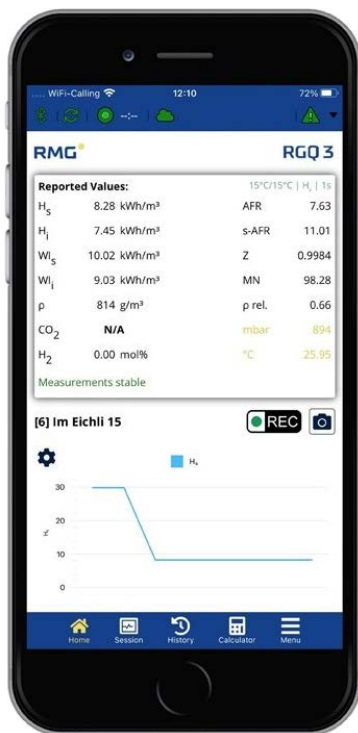 WiFi-Calling 12:10 72%
--:--
RMG RGQ 3
Reported Values: 15°C/15°C | Hs | 1s
Hs 8.28 kWh/m³ AFR 7.63
Hi 7.45 kWh/m³ s-AFR 11.01
WIs 10.02 kWh/m³ Z 0.9984
WIi 9.03 kWh/m³ MN 98.28
ρ 814 g/m³ ρ rel. 0.66
CO2 N/A mbar 894
H2 0.00 mol% °C 25.95
Measurements stable
[6] Im Eichli 15 REC
Hs
30
20
Hs
10
0
Home Session History Calculator Menu